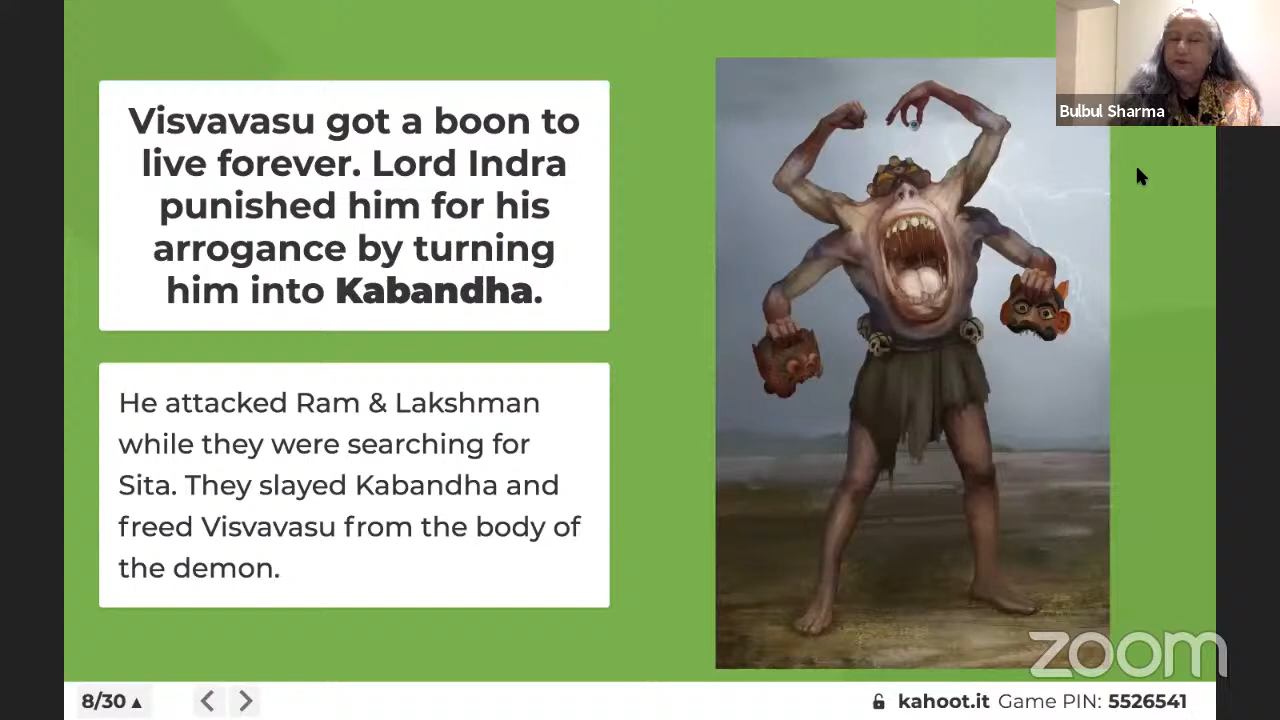 Visvavasu got a boon to
live forever. Lord Indra
punished him for his
arrogance by turning
him into Kabandha.
He attacked Ram & Lakshman
while they were searching for
Sita. They slayed Kabandha and
freed Visvavasu from the body of
the demon.
Bulbul Sharma
zoom
8/30 ▲
kahoot.it Game PIN: 5526541